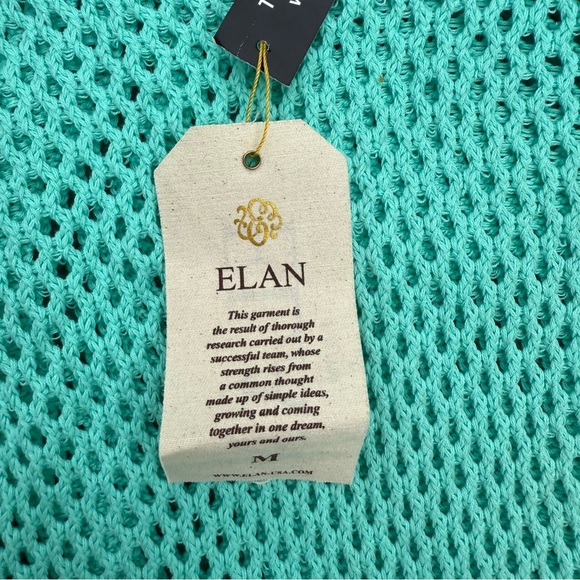 ELAN
This garment is
the result of thorough
research carried out by a
successful team, whose
strength rises from
a common thought
made up of simple ideas,
growing and coming
together in one dream,
yours and ours.
M
WWW.ELAN-USA.COM